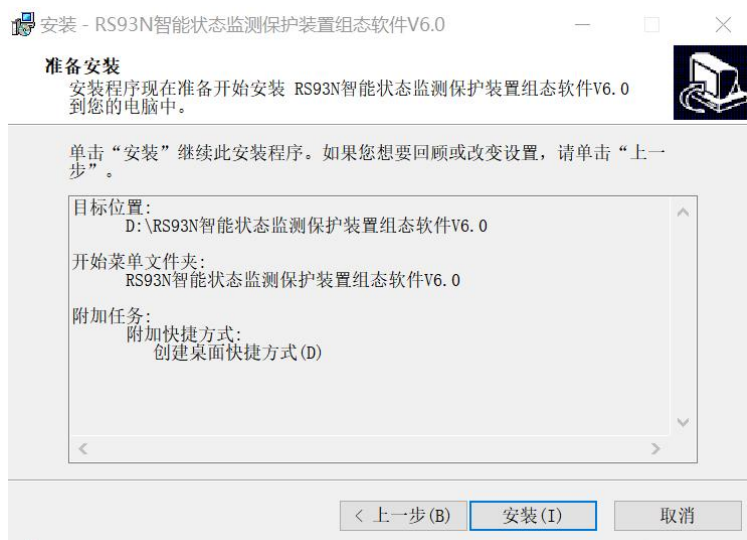 安装 - RS93N智能状态监测保护装置组态软件V6.0
准备安装
安装程序现在准备开始安装 RS93N智能状态监测保护装置组态软件V6.0
到您的电脑中。
单击“安装”继续此安装程序。如果您想要回顾或改变设置，请单击“上一
步”。
目标位置:
D:\RS93N智能状态监测保护装置组态软件V6.0
开始菜单文件夹:
RS93N智能状态监测保护装置组态软件V6.0
附加任务:
附加快捷方式:
创建桌面快捷方式(D)
< 上一步(B)
安装(I)
取消